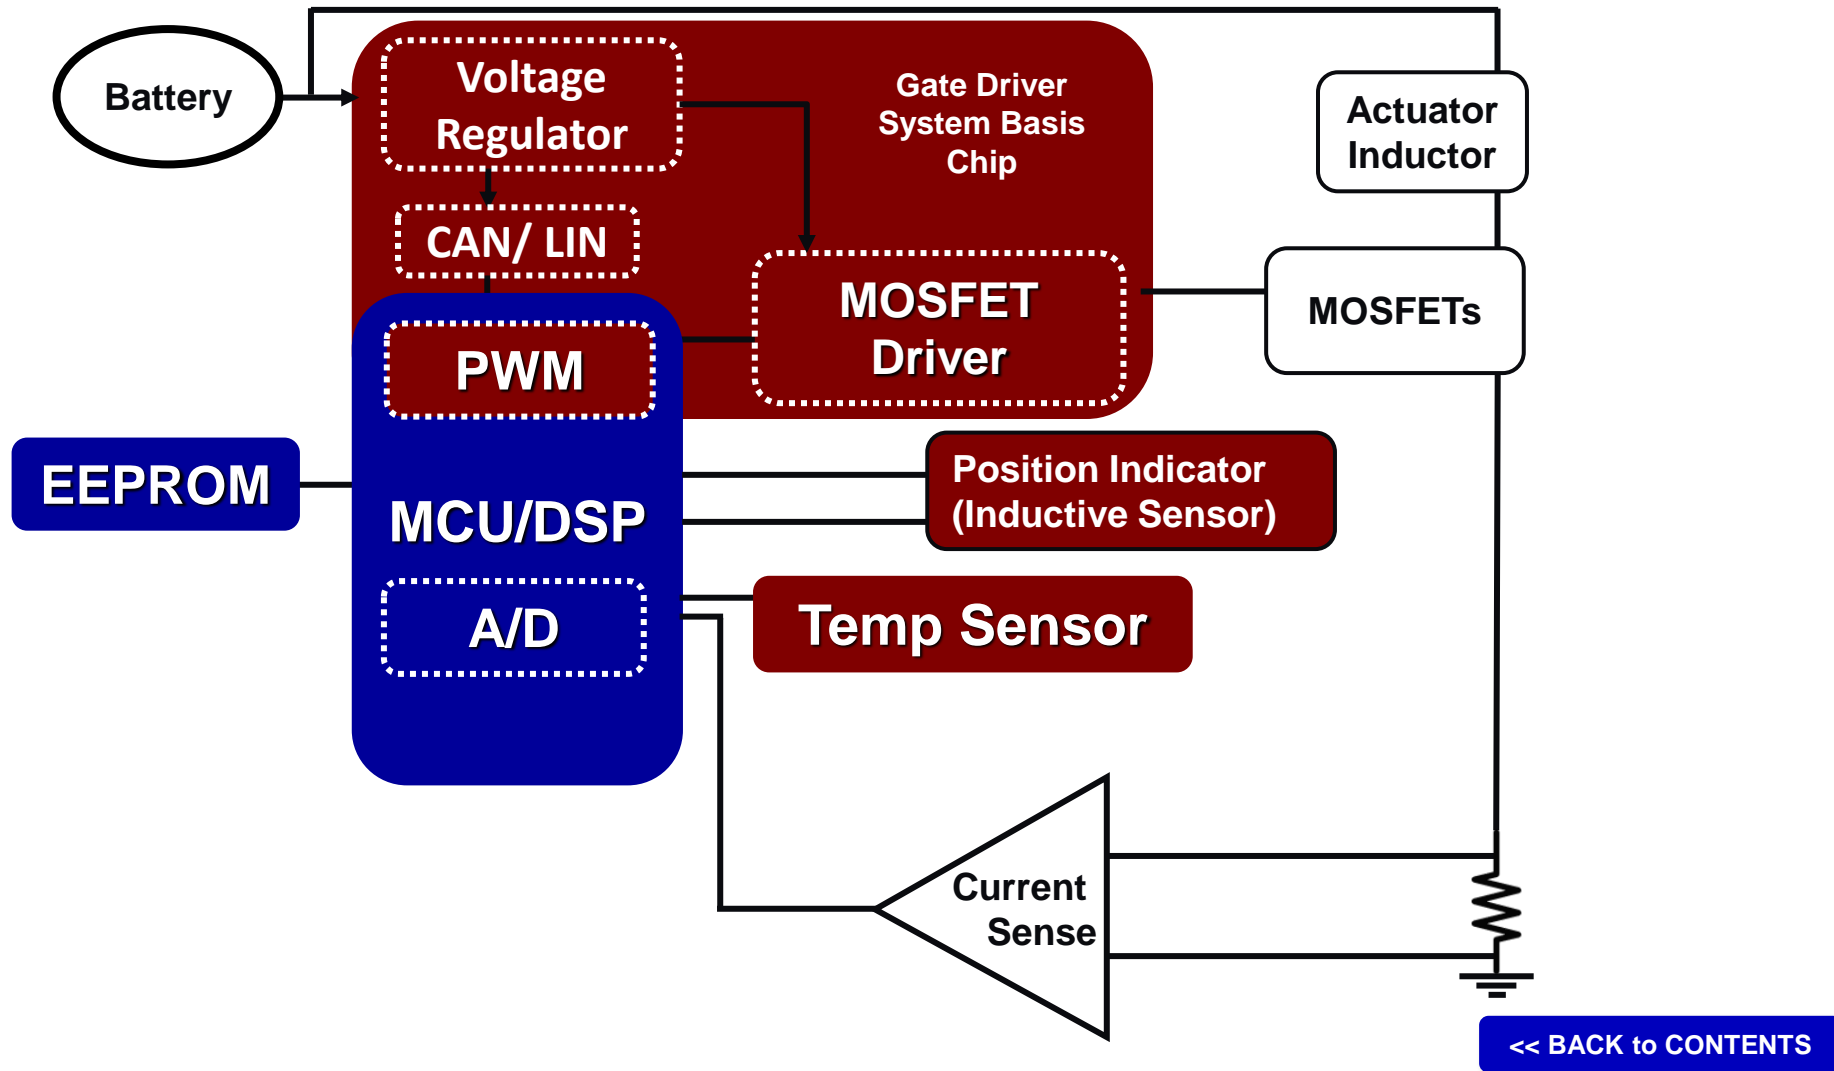 Battery
Voltage
Regulator
Gate Driver
System Basis
Chip
Actuator
Inductor
CAN/ LIN
MOSFET
Driver
MOSFETs
PWM
EEPROM
MCU/DSP
Position Indicator
(Inductive Sensor)
A/D
Temp Sensor
Current
Sense
<< BACK to CONTENTS